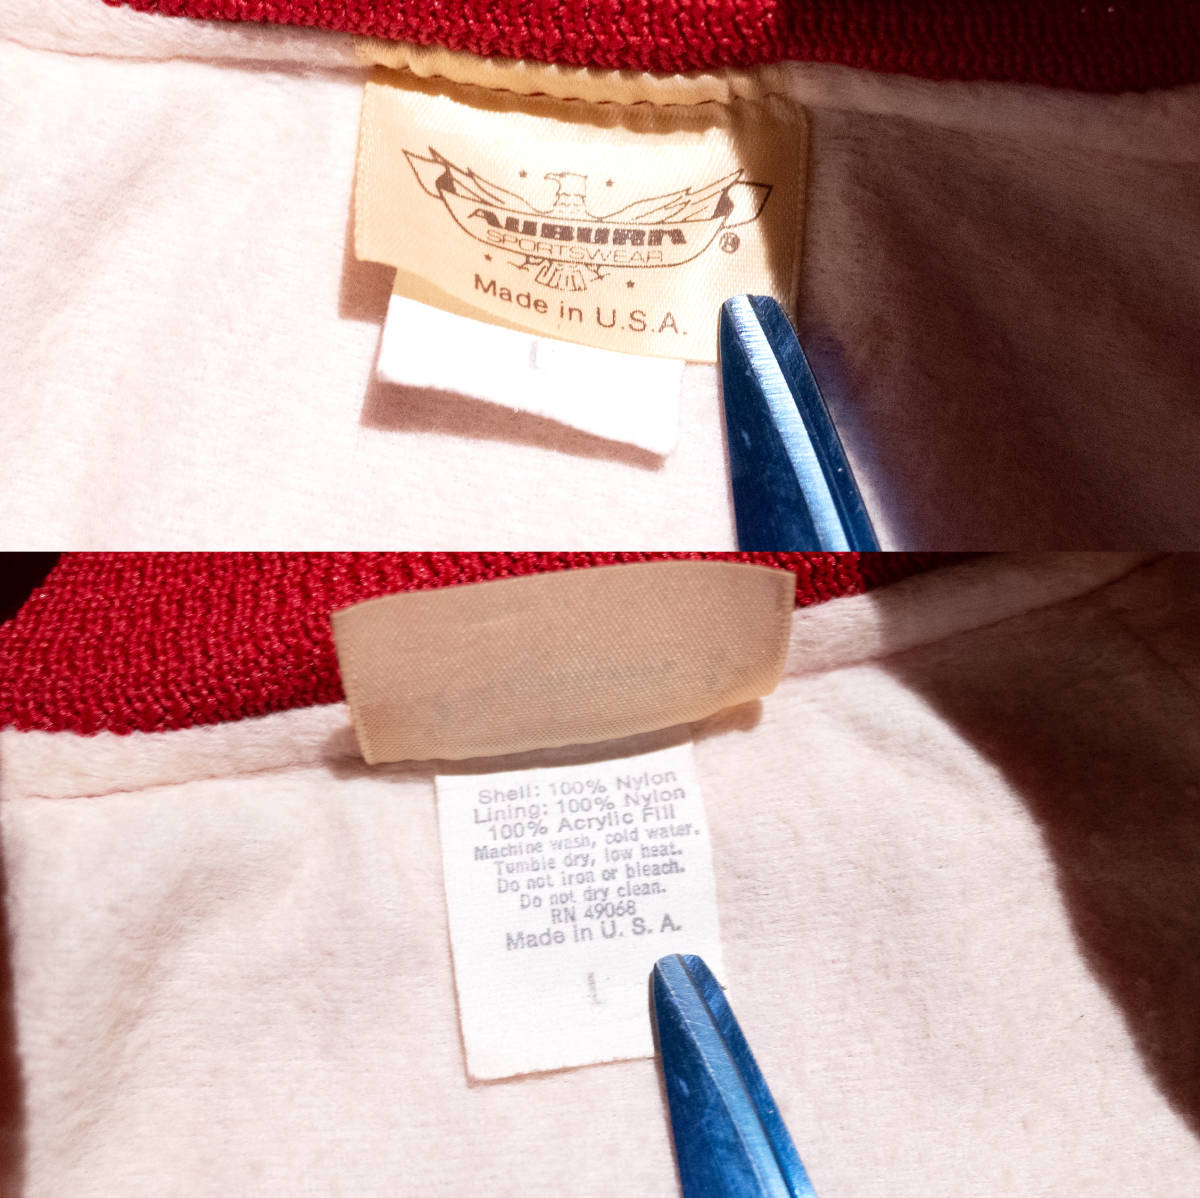 AUBURN
SPORTSWEAR
®
Made in U.S.A.
L
Shell: 100% Nylon
Lining: 100% Nylon
100% Acrylic Fill
Machine wash, cold water.
Tumble dry, low heat.
Do not iron or bleach.
Do not dry clean.
RN 49068
Made in U. S. A.
L